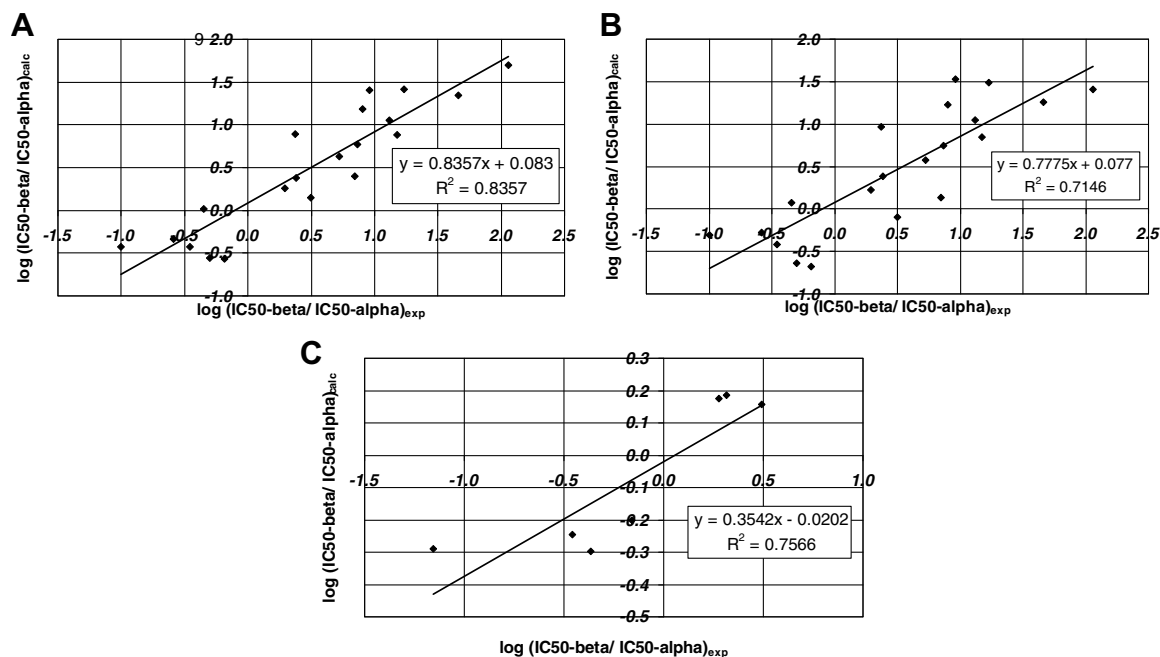 A
log (IC50-beta/ IC50-alpha)calc
9 2.0
1.5
1.0
0.5
0.0
-1.5 -1.0 -0.5 0.0 0.5 1.0 1.5 2.0 2.5
-0.5
-1.0
y = 0.8357x + 0.083
R² = 0.8357
log (IC50-beta/ IC50-alpha)exp
B
log (IC50-beta/ IC50-alpha)calc
2.0
1.5
1.0
0.5
0.0
-1.5 -1.0 -0.5 0.0 0.5 1.0 1.5 2.0 2.5
-0.5
-1.0
y = 0.7775x + 0.077
R² = 0.7146
log (IC50-beta/ IC50-alpha)exp
C
log (IC50-beta/ IC50-alpha)calc
0.3
0.2
0.1
0.0
-1.5 -1.0 -0.5 0.0 0.5 1.0
-0.1
-0.2
-0.3
-0.4
-0.5
y = 0.3542x - 0.0202
R² = 0.7566
log (IC50-beta/ IC50-alpha)exp